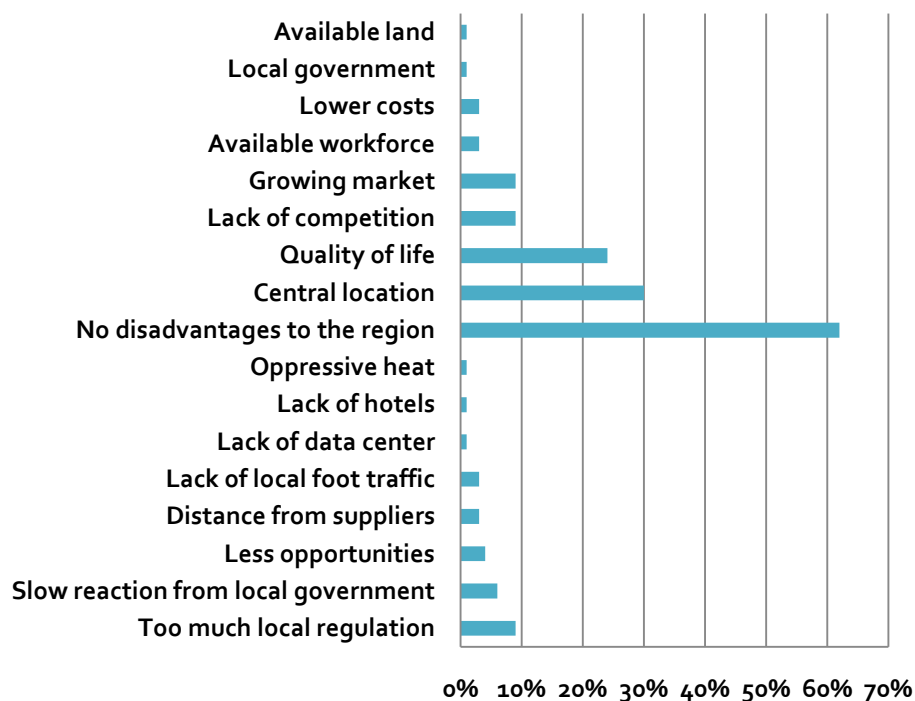 Available land
Local government
Lower costs
Available workforce
Growing market
Lack of competition
Quality of life
Central location
No disadvantages to the region
Oppressive heat
Lack of hotels
Lack of data center
Lack of local foot traffic
Distance from suppliers
Less opportunities
Slow reaction from local government
Too much local regulation
0% 10% 20% 30% 40% 50% 60% 70%